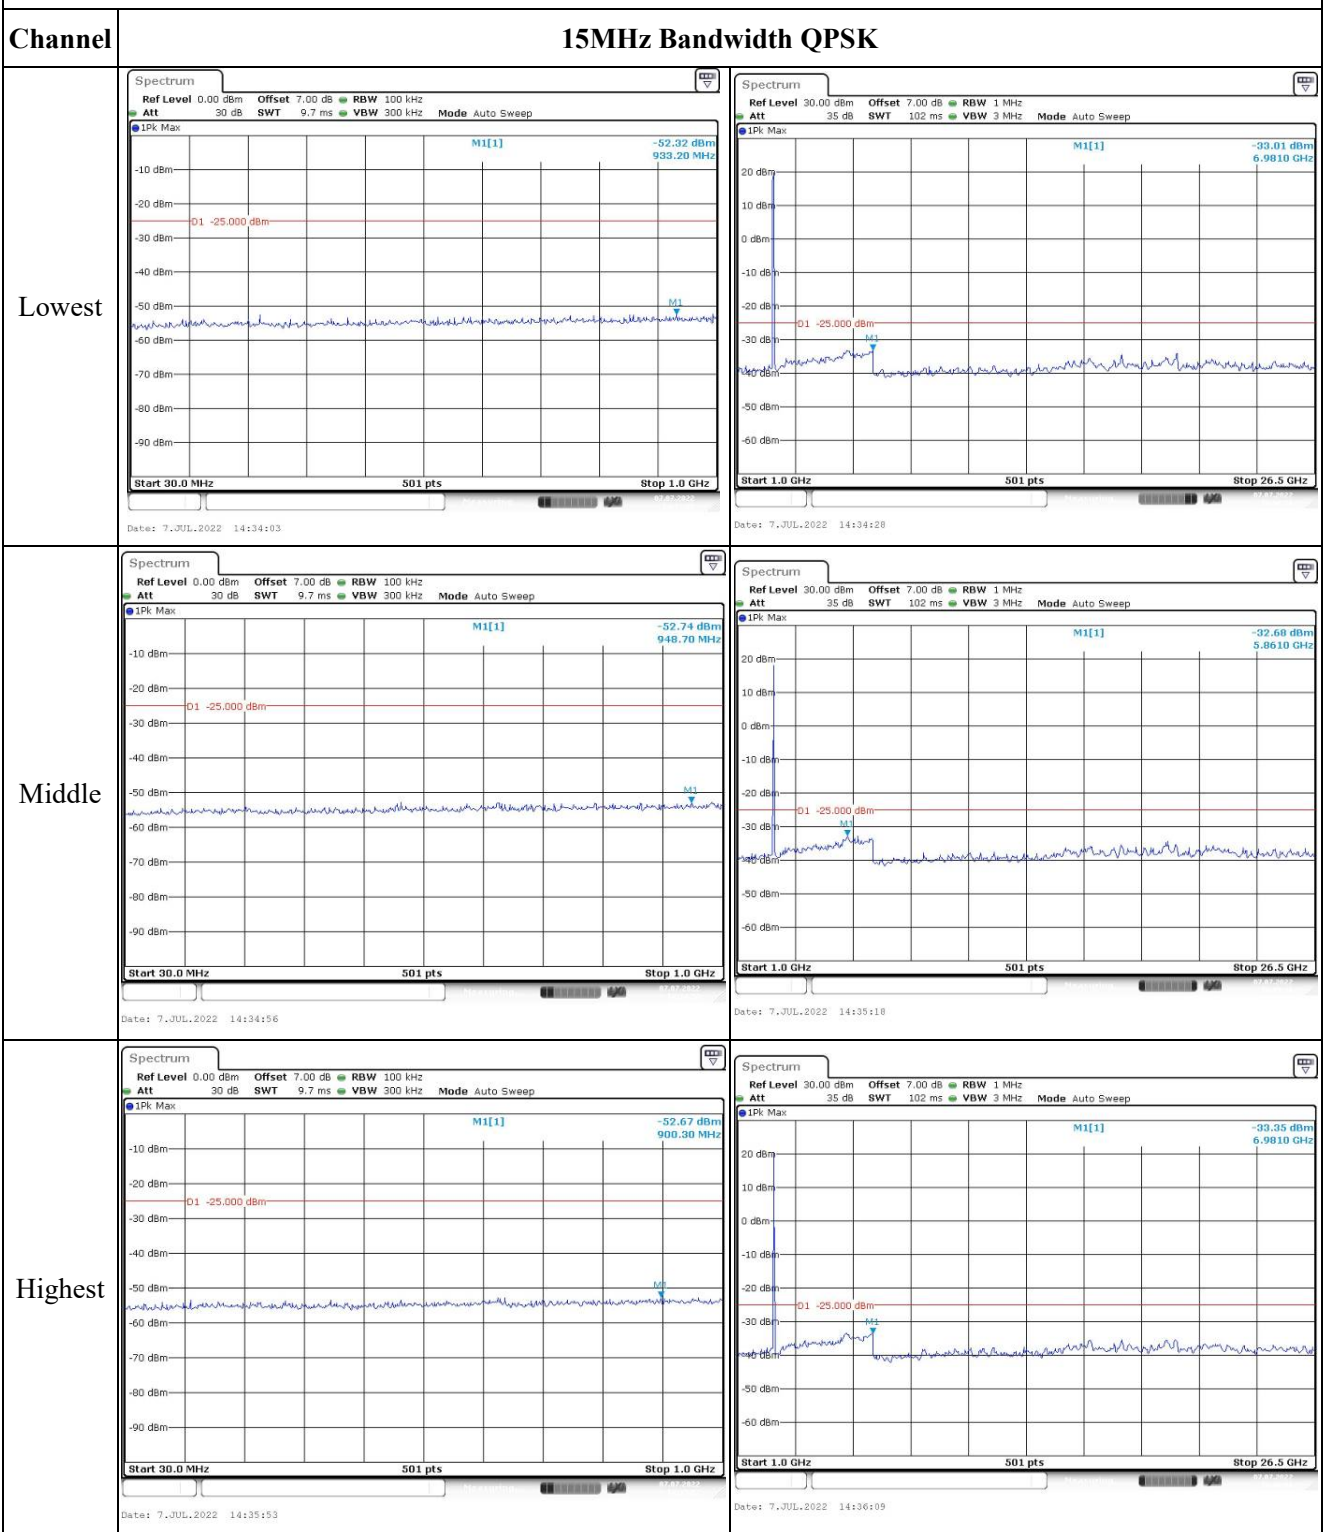 Channel 15MHz Bandwidth QPSK
Lowest
Spectrum
Ref Level 0.00 dBm Offset 7.00 dB RBW 100 kHz
Att 30 dB SWT 9.7 ms VBW 300 kHz Mode Auto Sweep
1Pk Max
M1[1] -52.32 dBm
933.20 MHz
-10 dBm
-20 dBm
D1 -25.000 dBm
-30 dBm
-40 dBm
-50 dBm
M1
-60 dBm
-70 dBm
-80 dBm
-90 dBm
Start 30.0 MHz 501 pts Stop 1.0 GHz
Date: 7.JUL.2022 14:34:03
Spectrum
Ref Level 30.00 dBm Offset 7.00 dB RBW 1 MHz
Att 35 dB SWT 102 ms VBW 3 MHz Mode Auto Sweep
1Pk Max
M1[1] -33.01 dBm
6.9810 GHz
20 dBm
10 dBm
0 dBm
-10 dBm
-20 dBm
D1 -25.000 dBm
-30 dBm
M1
-40 dBm
-50 dBm
-60 dBm
Start 1.0 GHz 501 pts Stop 26.5 GHz
Date: 7.JUL.2022 14:34:28
Middle
Spectrum
Ref Level 0.00 dBm Offset 7.00 dB RBW 100 kHz
Att 30 dB SWT 9.7 ms VBW 300 kHz Mode Auto Sweep
1Pk Max
M1[1] -52.74 dBm
948.70 MHz
-10 dBm
-20 dBm
D1 -25.000 dBm
-30 dBm
-40 dBm
-50 dBm
M1
-60 dBm
-70 dBm
-80 dBm
-90 dBm
Start 30.0 MHz 501 pts Stop 1.0 GHz
Date: 7.JUL.2022 14:34:56
Spectrum
Ref Level 30.00 dBm Offset 7.00 dB RBW 1 MHz
Att 35 dB SWT 102 ms VBW 3 MHz Mode Auto Sweep
1Pk Max
M1[1] -32.68 dBm
5.8610 GHz
20 dBm
10 dBm
0 dBm
-10 dBm
-20 dBm
D1 -25.000 dBm
-30 dBm
M1
-40 dBm
-50 dBm
-60 dBm
Start 1.0 GHz 501 pts Stop 26.5 GHz
Date: 7.JUL.2022 14:35:18
Highest
Spectrum
Ref Level 0.00 dBm Offset 7.00 dB RBW 100 kHz
Att 30 dB SWT 9.7 ms VBW 300 kHz Mode Auto Sweep
1Pk Max
M1[1] -52.67 dBm
900.30 MHz
-10 dBm
-20 dBm
D1 -25.000 dBm
-30 dBm
-40 dBm
-50 dBm
M1
-60 dBm
-70 dBm
-80 dBm
-90 dBm
Start 30.0 MHz 501 pts Stop 1.0 GHz
Date: 7.JUL.2022 14:35:53
Spectrum
Ref Level 30.00 dBm Offset 7.00 dB RBW 1 MHz
Att 35 dB SWT 102 ms VBW 3 MHz Mode Auto Sweep
1Pk Max
M1[1] -33.35 dBm
6.9810 GHz
20 dBm
10 dBm
0 dBm
-10 dBm
-20 dBm
D1 -25.000 dBm
-30 dBm
M1
-40 dBm
-50 dBm
-60 dBm
Start 1.0 GHz 501 pts Stop 26.5 GHz
Date: 7.JUL.2022 14:36:09